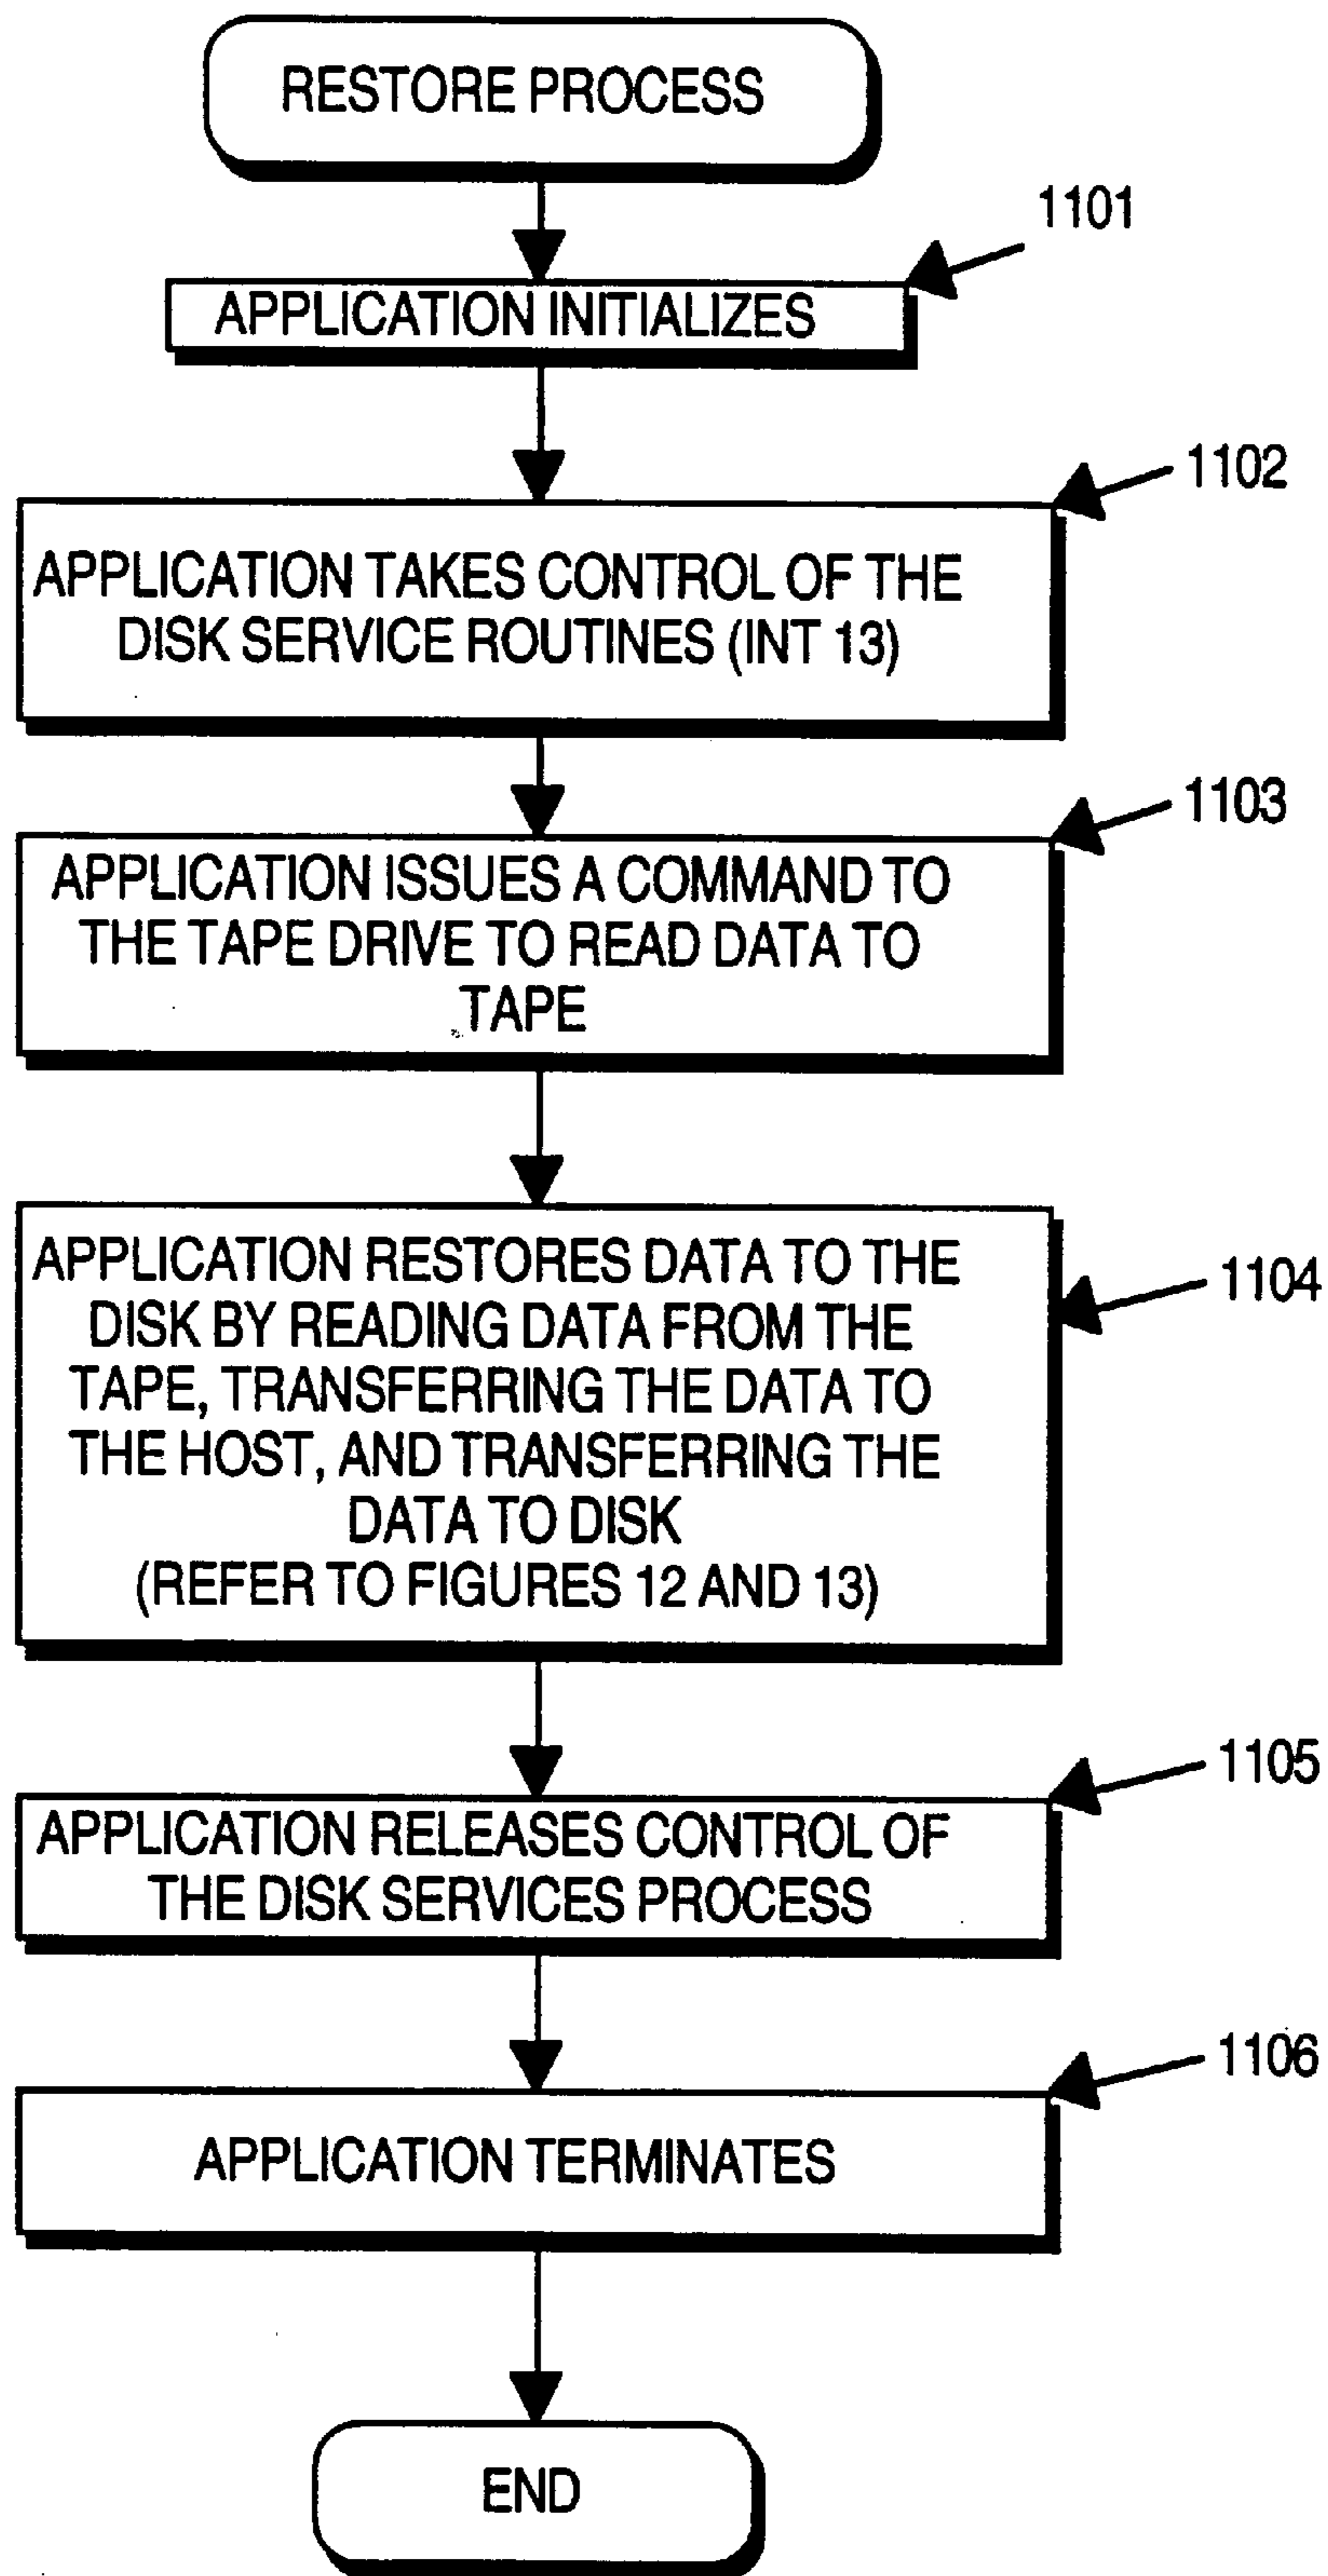 RESTORE PROCESS
1101
APPLICATION INITIALIZES
1102
APPLICATION TAKES CONTROL OF THE
DISK SERVICE ROUTINES (INT 13)
1103
APPLICATION ISSUES A COMMAND TO
THE TAPE DRIVE TO READ DATA TO
TAPE
1104
APPLICATION RESTORES DATA TO THE
DISK BY READING DATA FROM THE
TAPE, TRANSFERRING THE DATA TO
THE HOST, AND TRANSFERRING THE
DATA TO DISK
(REFER TO FIGURES 12 AND 13)
1105
APPLICATION RELEASES CONTROL OF
THE DISK SERVICES PROCESS
1106
APPLICATION TERMINATES
END